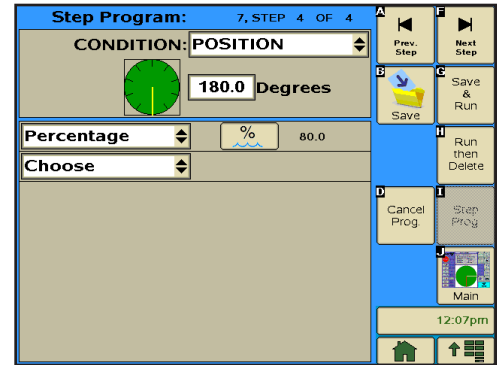 Step Program: 7, STEP 4 OF 4
CONDITION: POSITION
180.0 Degrees
Percentage % 80.0
Choose
A
Prev.
Step
F
Next
Step
B
Save
G
Save
&
Run
H
Run
then
Delete
D
Cancel
Prog.
I
Step
Prog
J
Main
12:07pm